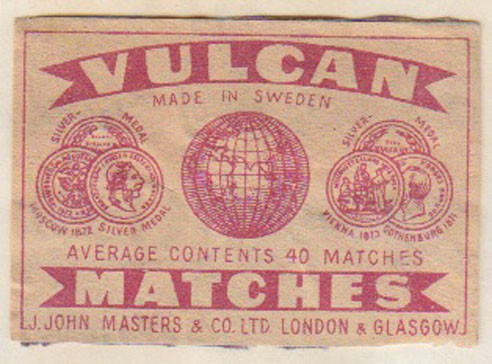 VULCAN
MADE IN SWEDEN
SILVER - MEDAL
SILVER - MEDAL
MOSCOW 1872 SILVER MEDAL
VIENNA 1873 GOTHENBURG 1871
AVERAGE CONTENTS 40 MATCHES
MATCHES
J. JOHN MASTERS & CO. LTD. LONDON & GLASGOW